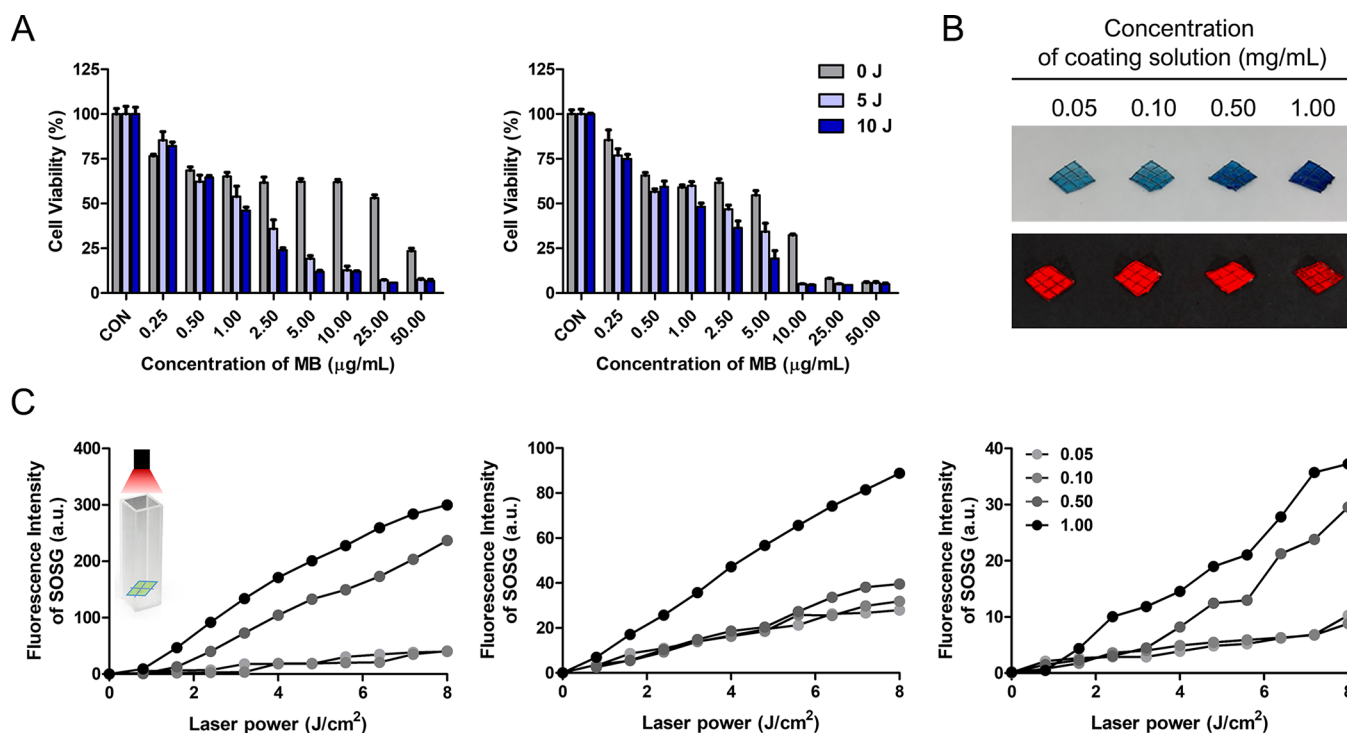 A
125
100
75
50
25
0
Cell Viability (%)
CON
0.25
0.50
1.00
2.50
5.00
10.00
25.00
50.00
Concentration of MB (μg/mL)
125
100
75
50
25
0
Cell Viability (%)
0 J
5 J
10 J
CON
0.25
0.50
1.00
2.50
5.00
10.00
25.00
50.00
Concentration of MB (μg/mL)
B
Concentration
of coating solution (mg/mL)
0.05 0.10 0.50 1.00
C
Fluorescence Intensity
of SOSG (a.u.)
400
300
200
100
0
0 2 4 6 8
Laser power (J/cm²)
Fluorescence Intensity
of SOSG (a.u.)
100
80
60
40
20
0
0 2 4 6 8
Laser power (J/cm²)
Fluorescence Intensity
of SOSG (a.u.)
40
30
20
10
0
0.05
0.10
0.50
1.00
0 2 4 6 8
Laser power (J/cm²)